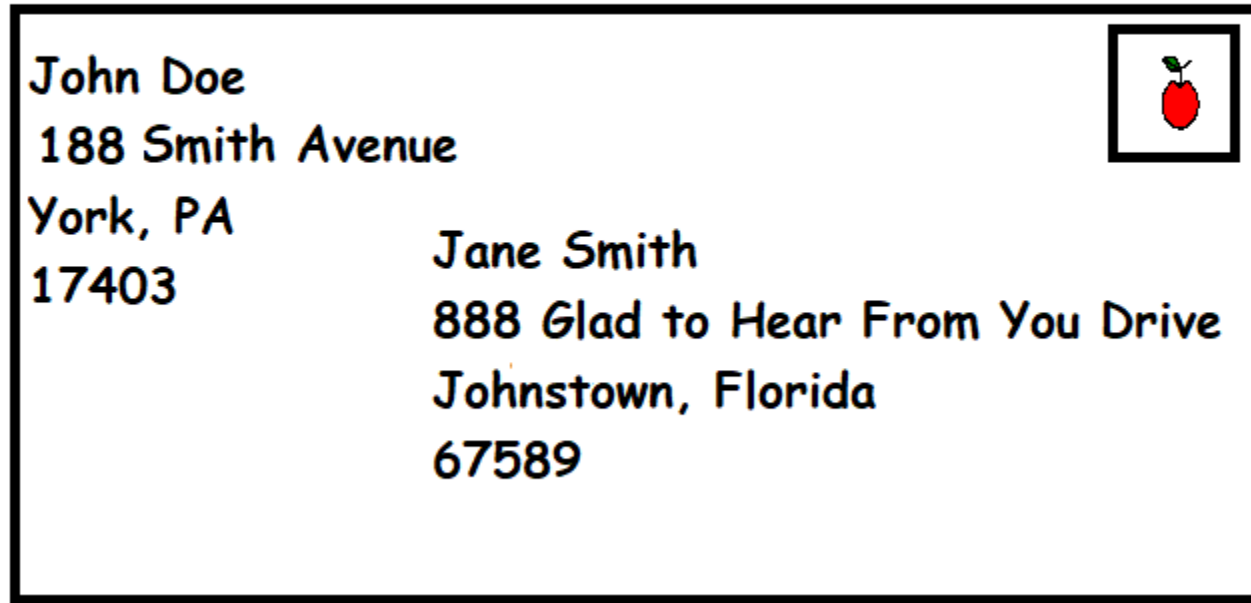 John Doe
188 Smith Avenue
York, PA
17403
Jane Smith
888 Glad to Hear From You Drive
Johnstown, Florida
67589